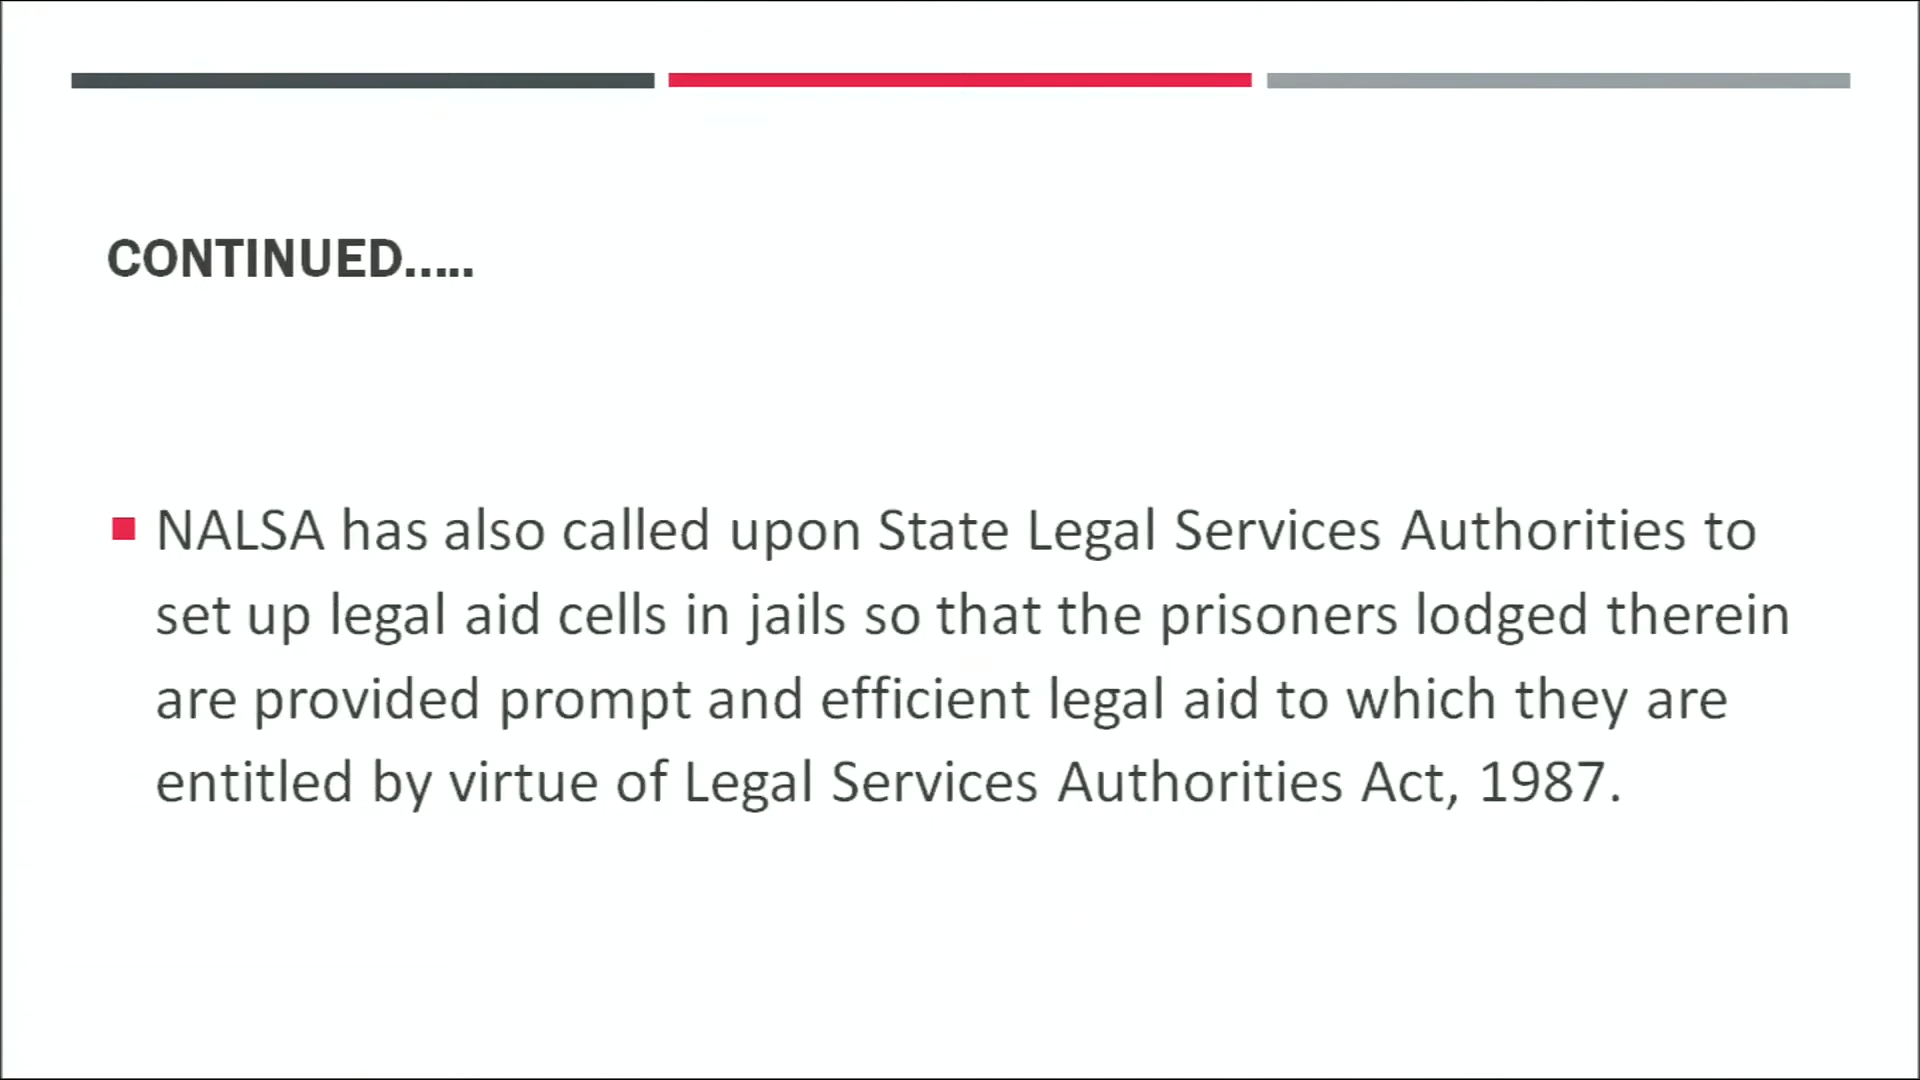 CONTINUED.....
NALSA has also called upon State Legal Services Authorities to
set up legal aid cells in jails so that the prisoners lodged therein
are provided prompt and efficient legal aid to which they are
entitled by virtue of Legal Services Authorities Act, 1987.